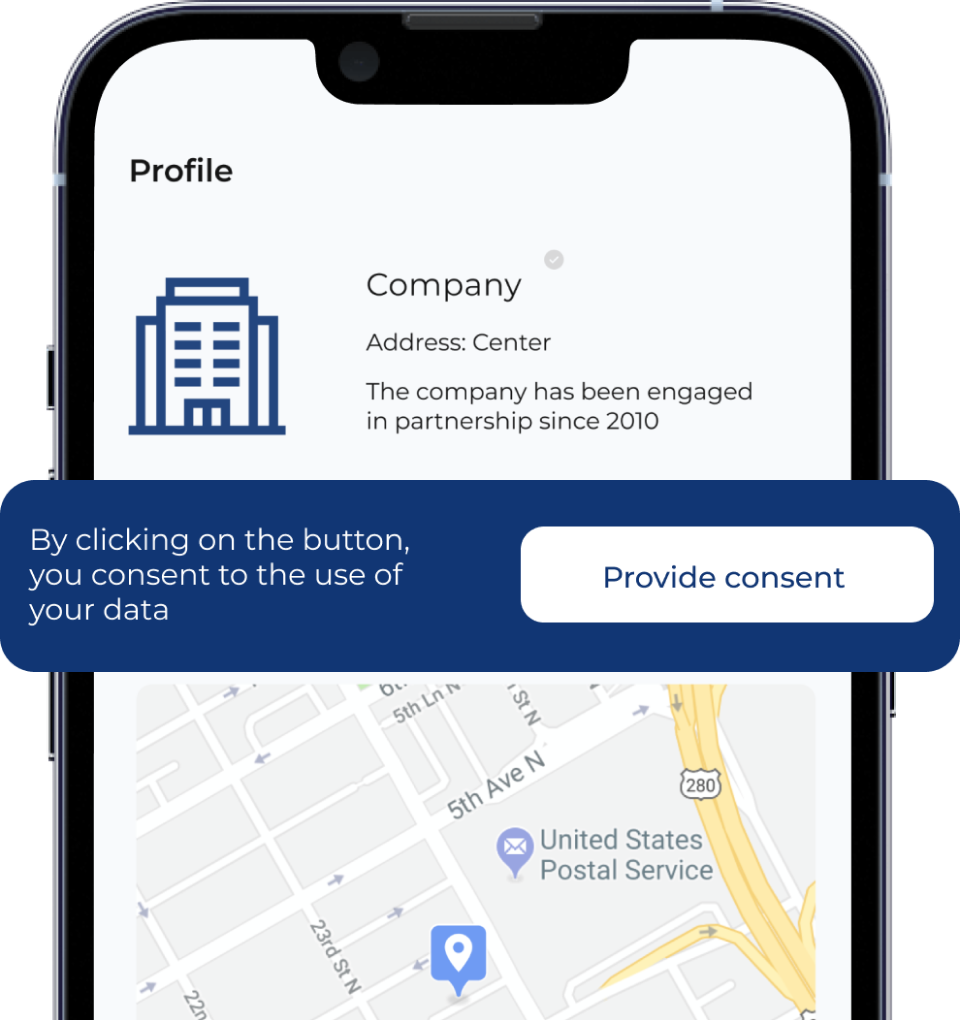 Profile
Company
Address: Center
The company has been engaged
in partnership since 2010
By clicking on the button,
you consent to the use of
your data
Provide consent
5th Ln N
St N
5th Ave N
280
United States
Postal Service
23rd St N